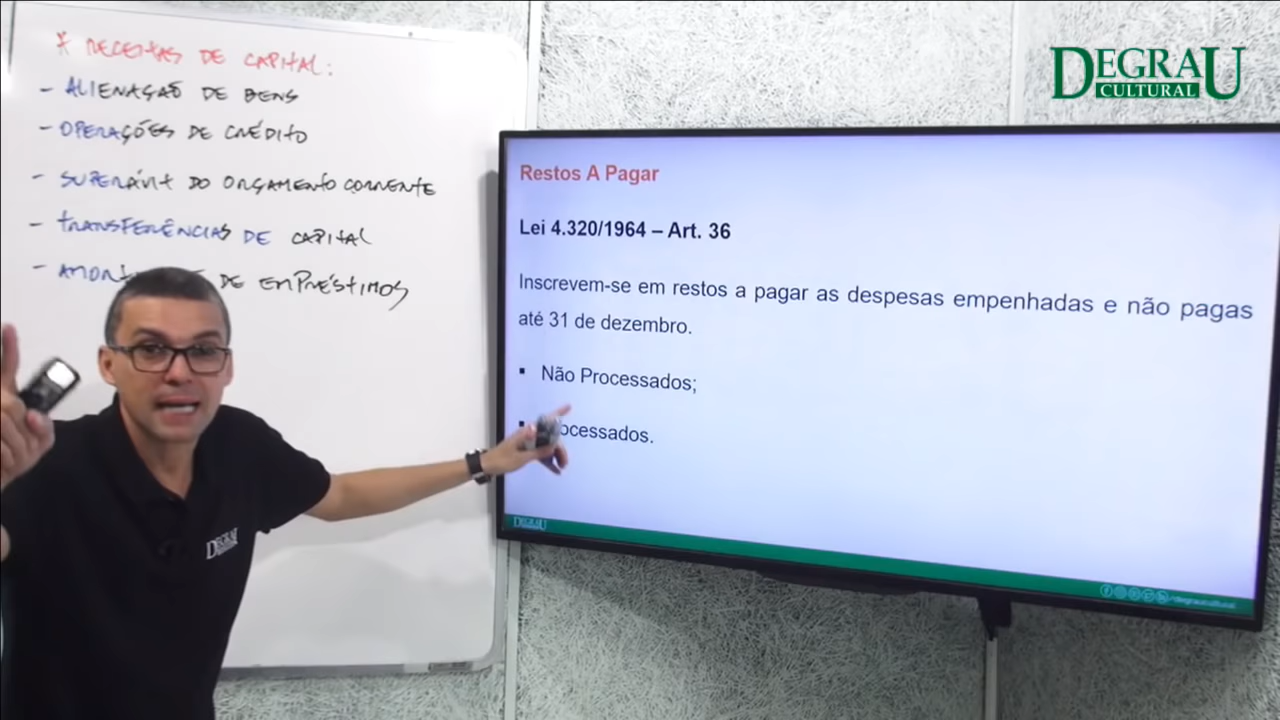 * RECEITAS DE CAPITAL:
- ALIENAÇÃO DE BENS
- OPERAÇÕES DE CRÉDITO
- SUPERÁVIT DO ORÇAMENTO CORRENTE
- TRANSFERÊNCIAS DE CAPITAL
- DE EMPRÉSTIMOS
DEGRAU
CULTURAL
Restos A Pagar
Lei 4.320/1964 – Art. 36
Inscrevem-se em restos a pagar as despesas empenhadas e não pagas
até 31 de dezembro.
▪ Não Processados;
▪ ocessados.
DEGRAU
DEGRAU